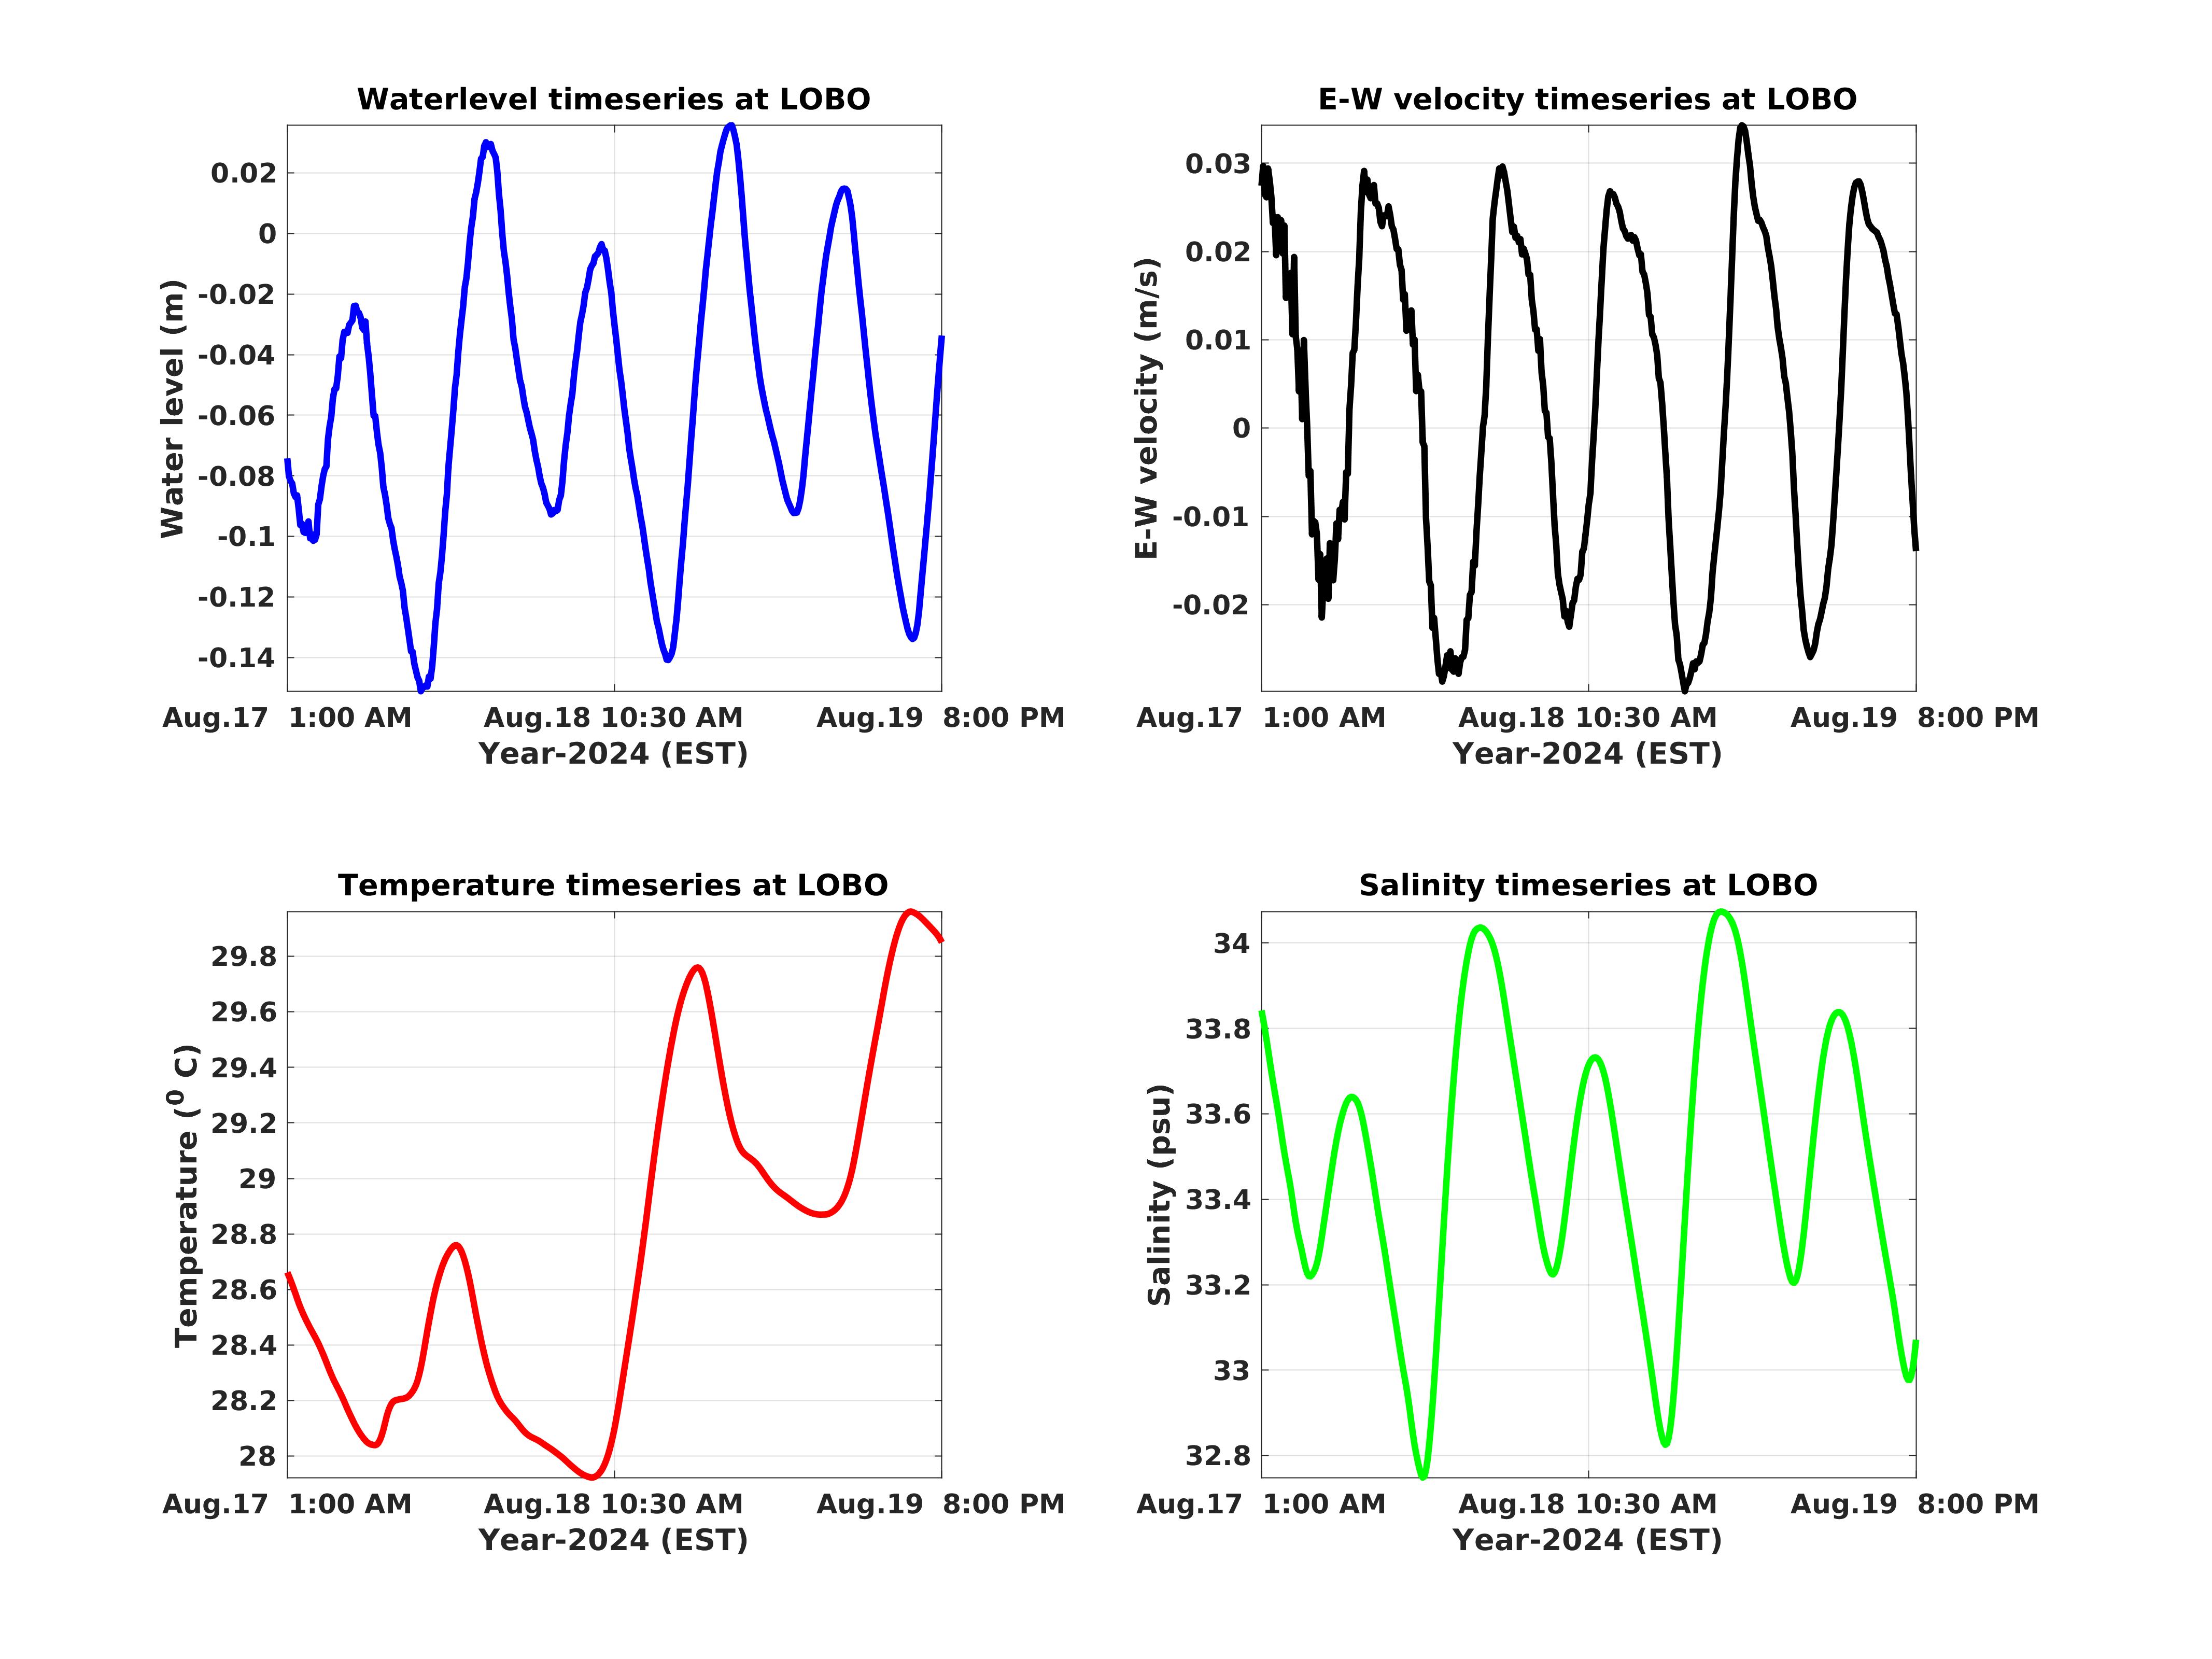 Waterlevel timeseries at LOBO
0.02
0
-0.02
-0.04
-0.06
-0.08
-0.1
-0.12
-0.14
Water level (m)
Aug.17 1:00 AM Aug.18 10:30 AM Aug.19 8:00 PM
Year-2024 (EST)
E-W velocity timeseries at LOBO
0.03
0.02
0.01
0
-0.01
-0.02
E-W velocity (m/s)
Aug.17 1:00 AM Aug.18 10:30 AM Aug.19 8:00 PM
Year-2024 (EST)
Temperature timeseries at LOBO
29.8
29.6
29.4
29.2
29
28.8
28.6
28.4
28.2
28
Temperature (⁰ C)
Aug.17 1:00 AM Aug.18 10:30 AM Aug.19 8:00 PM
Year-2024 (EST)
Salinity timeseries at LOBO
34
33.8
33.6
33.4
33.2
33
32.8
Salinity (psu)
Aug.17 1:00 AM Aug.18 10:30 AM Aug.19 8:00 PM
Year-2024 (EST)